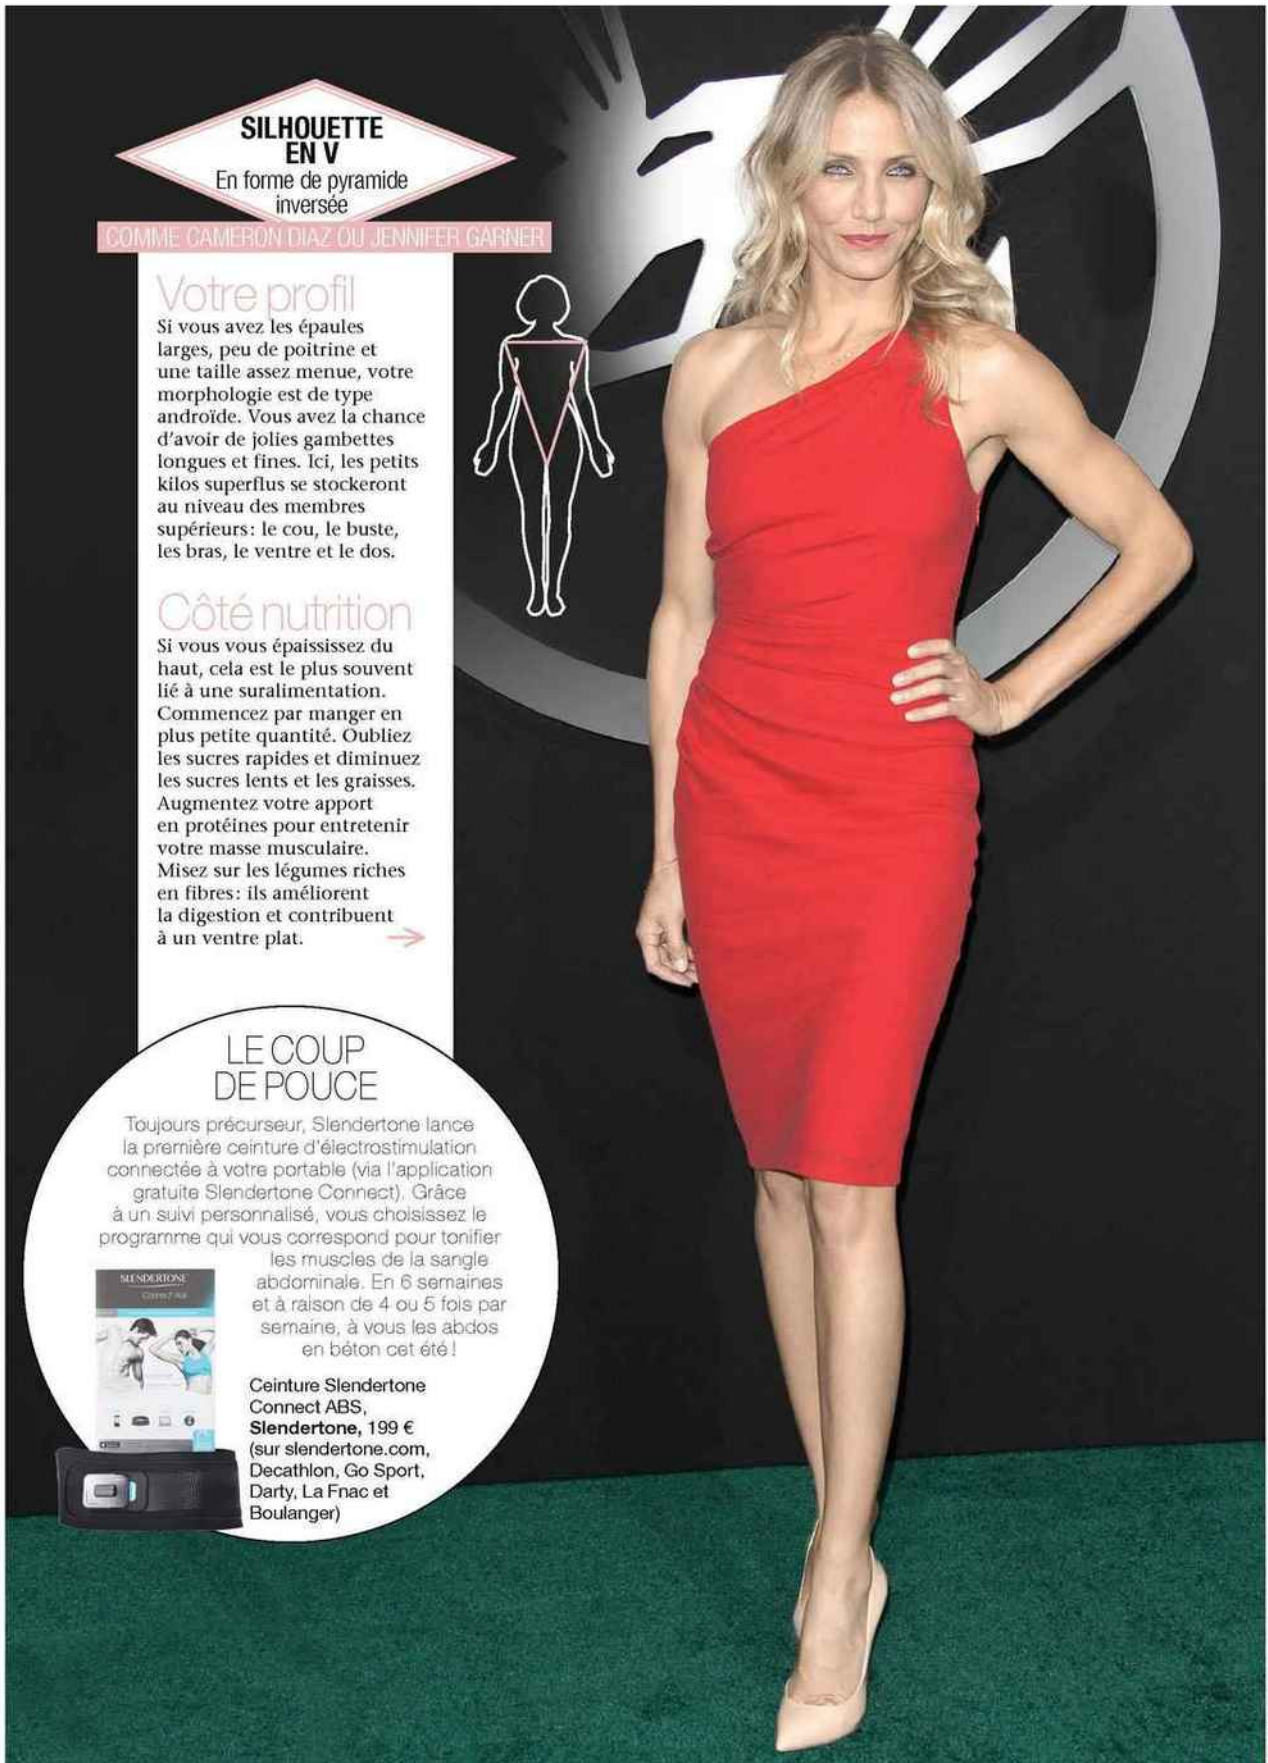 SILHOUETTE
EN V
En forme de pyramide
inversée
COMME CAMERON DIAZ OU JENNIFER GARNER
Votre profil
Si vous avez les épaules
larges, peu de poitrine et
une taille assez menue, votre
morphologie est de type
androïde. Vous avez la chance
d'avoir de jolies gambettes
longues et fines. Ici, les petits
kilos superflus se stockeront
au niveau des membres
supérieurs : le cou, le buste,
les bras, le ventre et le dos.
Côté nutrition
Si vous vous épaississez du
haut, cela est le plus souvent
lié à une suralimentation.
Commencez par manger en
plus petite quantité. Oubliez
les sucres rapides et diminuez
les sucres lents et les graisses.
Augmentez votre apport
en protéines pour entretenir
votre masse musculaire.
Misez sur les légumes riches
en fibres : ils améliorent
la digestion et contribuent
à un ventre plat.
LE COUP
DE POUCE
Toujours précurseur, Slendertone lance
la première ceinture d'électrostimulation
connectée à votre portable (via l'application
gratuite Slendertone Connect). Grâce
à un suivi personnalisé, vous choisissez le
programme qui vous correspond pour tonifier
les muscles de la sangle
abdominale. En 6 semaines
et à raison de 4 ou 5 fois par
semaine, à vous les abdos
en béton cet été !
SLENDERTONE
Connect Abs
Ceinture Slendertone
Connect ABS,
Slendertone, 199 €
(sur slendertone.com,
Decathlon, Go Sport,
Darty, La Fnac et
Boulanger)